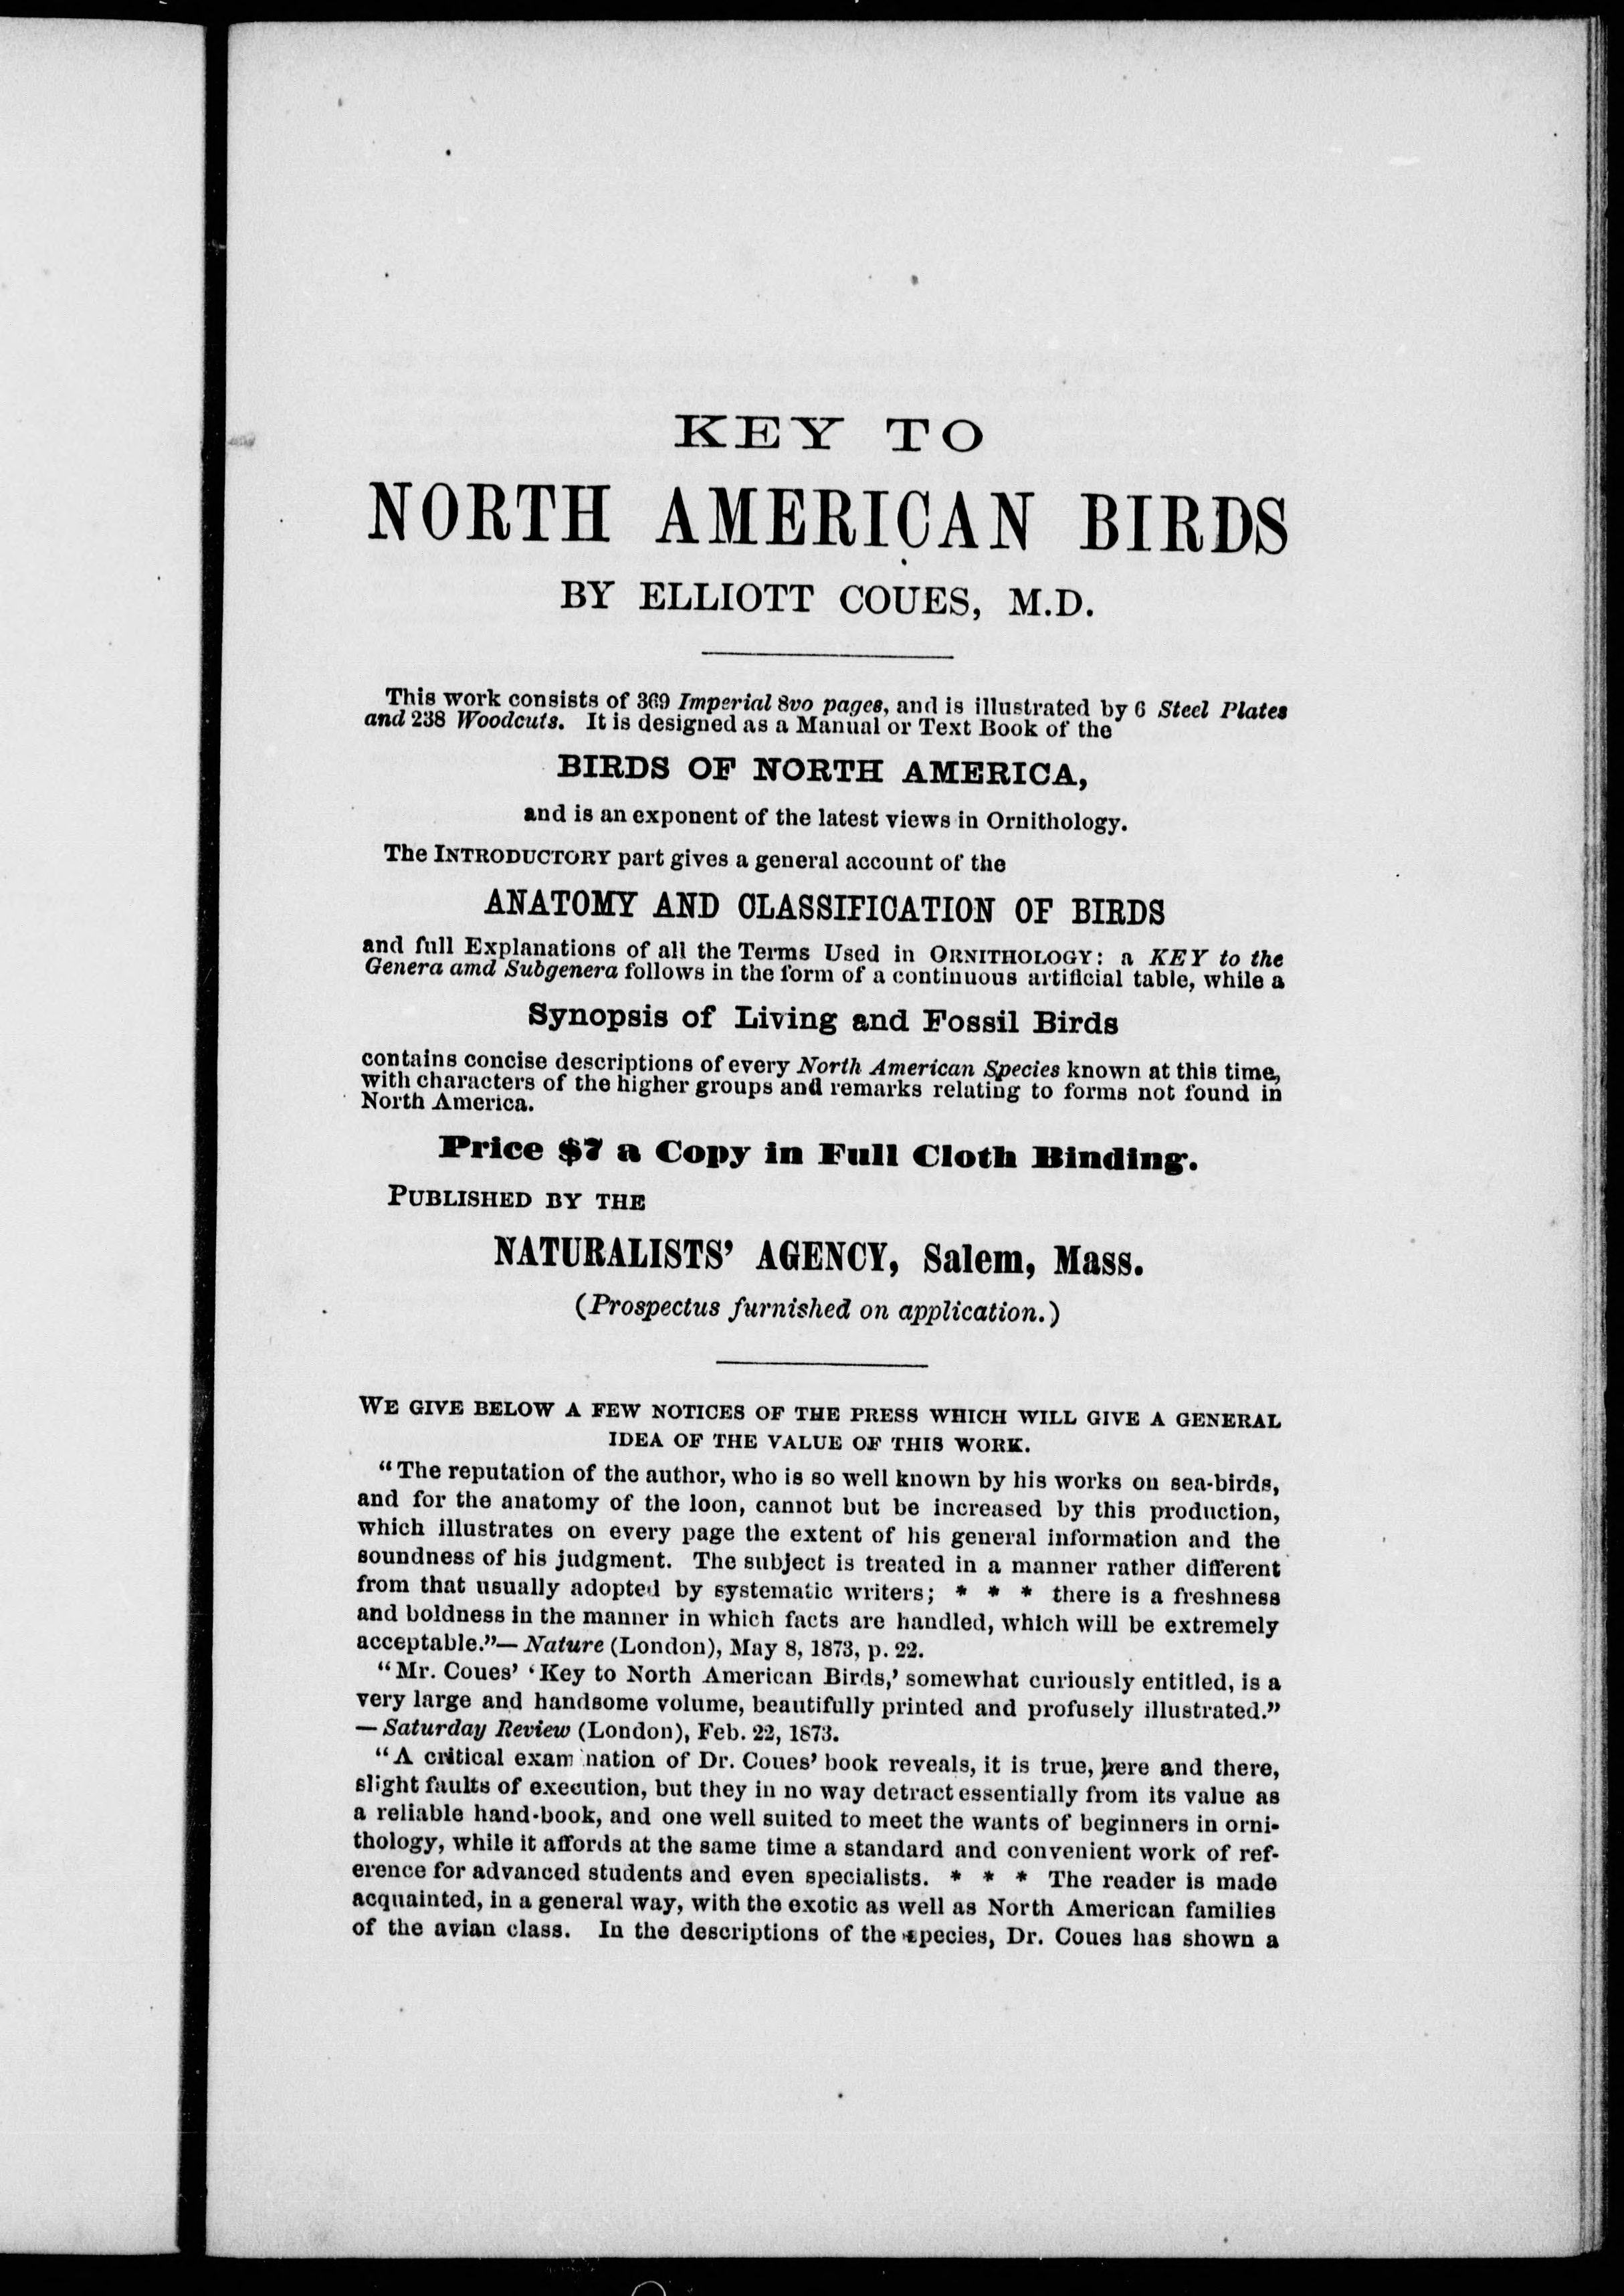 KEY TO
NORTH AMERICAN BIRDS
BY ELLIOTT COUES, M.D.
This work consists of 369 Imperial 8vo pages, and is illustrated by 6 Steel Plates
and 238 Woodcuts. It is designed as a Manual or Text Book of the
BIRDS OF NORTH AMERICA,
and is an exponent of the latest views in Ornithology.
The INTRODUCTORY part gives a general account of the
ANATOMY AND CLASSIFICATION OF BIRDS
and full Explanations of all the Terms Used in ORNITHOLOGY: a KEY to the
Genera amd Subgenera follows in the form of a continuous artificial table, while a
Synopsis of Living and Fossil Birds
contains concise descriptions of every North American Species known at this time,
with characters of the higher groups and remarks relating to forms not found in
North America.
Price $7 a Copy in Full Cloth Binding.
PUBLISHED BY THE
NATURALISTS' AGENCY, Salem, Mass.
(Prospectus furnished on application.)
WE GIVE BELOW A FEW NOTICES OF THE PRESS WHICH WILL GIVE A GENERAL
IDEA OF THE VALUE OF THIS WORK.
"The reputation of the author, who is so well known by his works on sea-birds,
and for the anatomy of the loon, cannot but be increased by this production,
which illustrates on every page the extent of his general information and the
soundness of his judgment. The subject is treated in a manner rather different
from that usually adopted by systematic writers; * * * there is a freshness
and boldness in the manner in which facts are handled, which will be extremely
acceptable."— Nature (London), May 8, 1873, p. 22.
"Mr. Coues' 'Key to North American Birds,' somewhat curiously entitled, is a
very large and handsome volume, beautifully printed and profusely illustrated."
— Saturday Review (London), Feb. 22, 1873.
"A critical exam nation of Dr. Coues' book reveals, it is true, here and there,
slight faults of execution, but they in no way detract essentially from its value as
a reliable hand-book, and one well suited to meet the wants of beginners in orni-
thology, while it affords at the same time a standard and convenient work of ref-
erence for advanced students and even specialists. * * * The reader is made
acquainted, in a general way, with the exotic as well as North American families
of the avian class. In the descriptions of the species, Dr. Coues has shown a